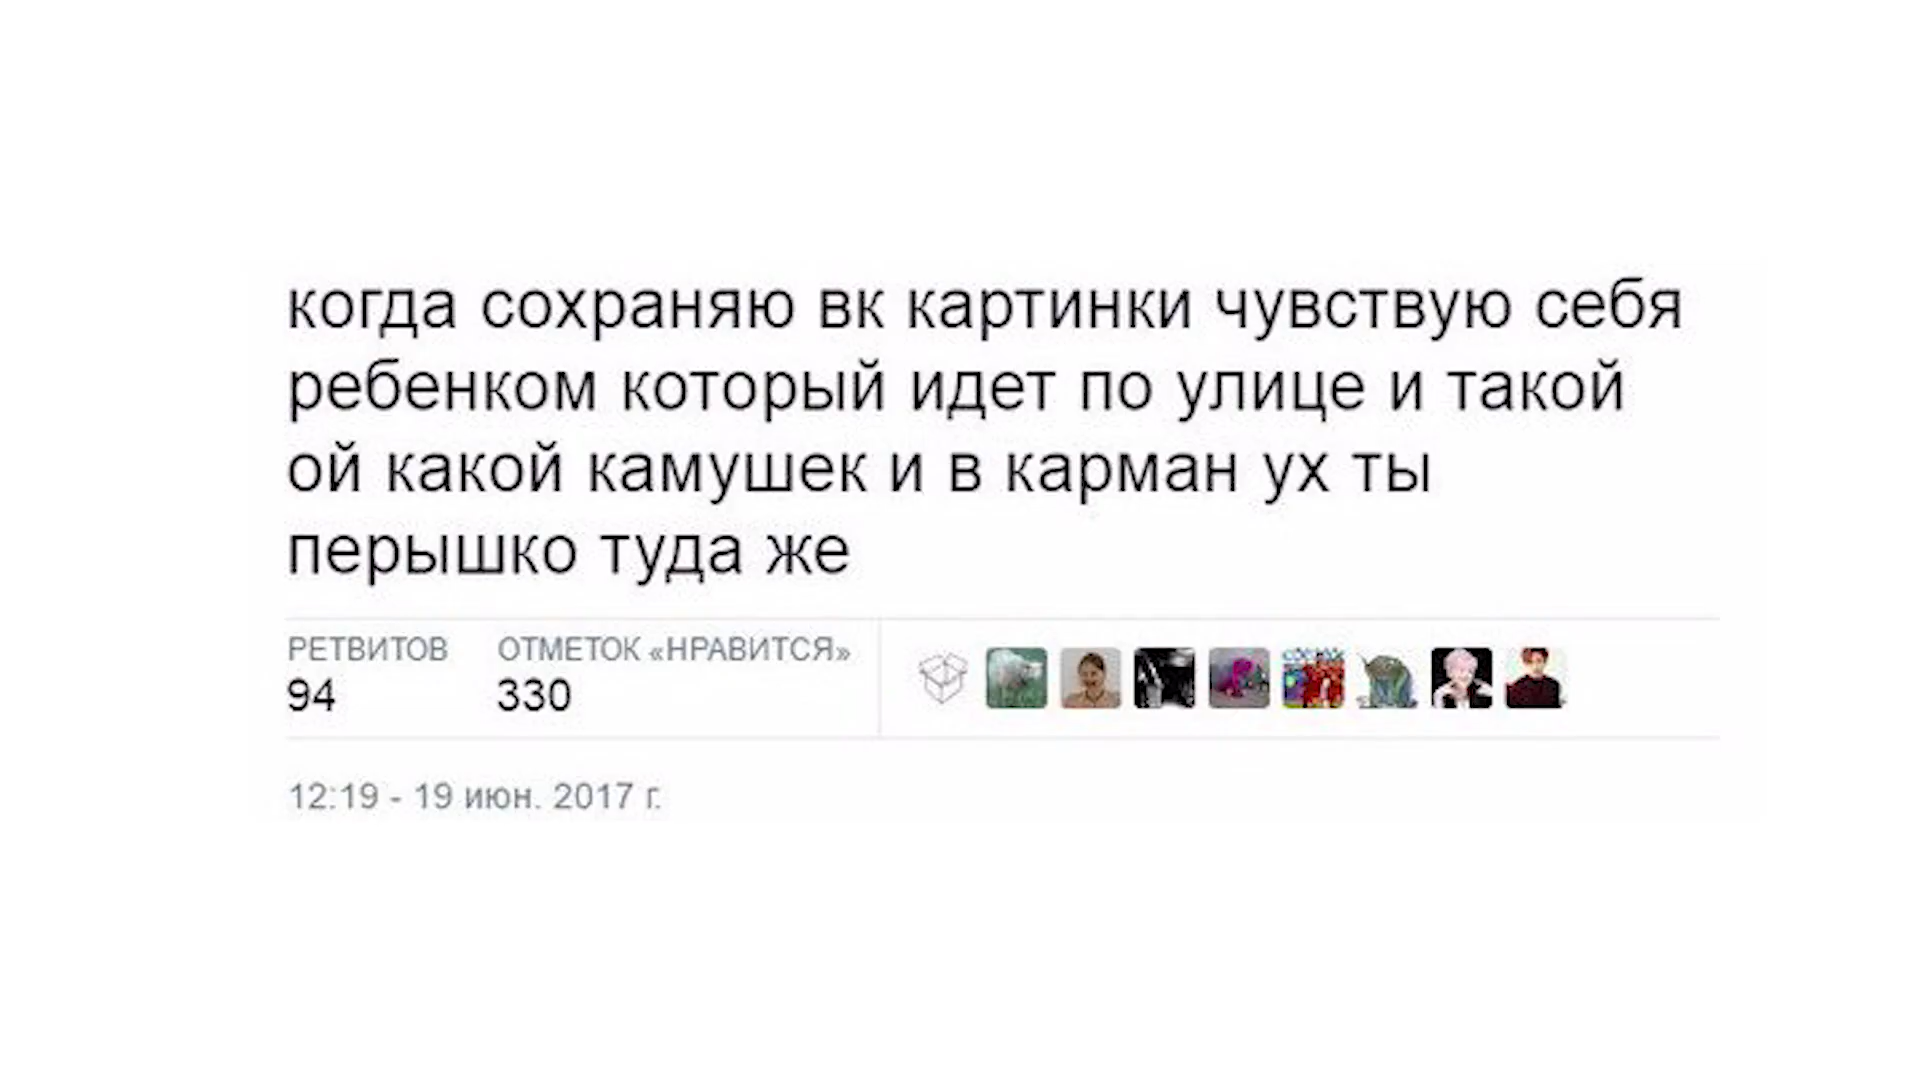 когда сохраняю вк картинки чувствую себя
ребенком который идет по улице и такой
ой какой камушек и в карман ух ты
перышко туда же
РЕТВИТОВ ОТМЕТОК «НРАВИТСЯ»
94 330
12:19 - 19 июн. 2017 г.